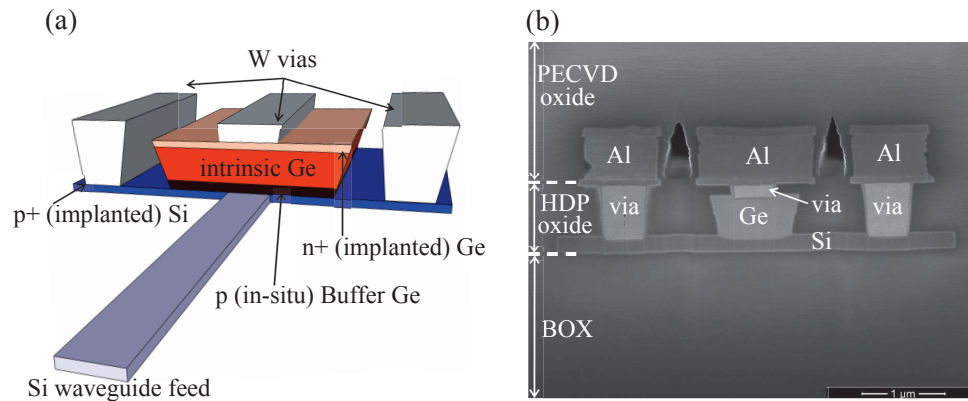 (a)
W vias
intrinsic Ge
p+ (implanted) Si
n+ (implanted) Ge
p (in-situ) Buffer Ge
Si waveguide feed
(b)
PECVD
oxide
HDP
oxide
BOX
Al
Al
Al
via
Ge
via
via
Si
1 μm